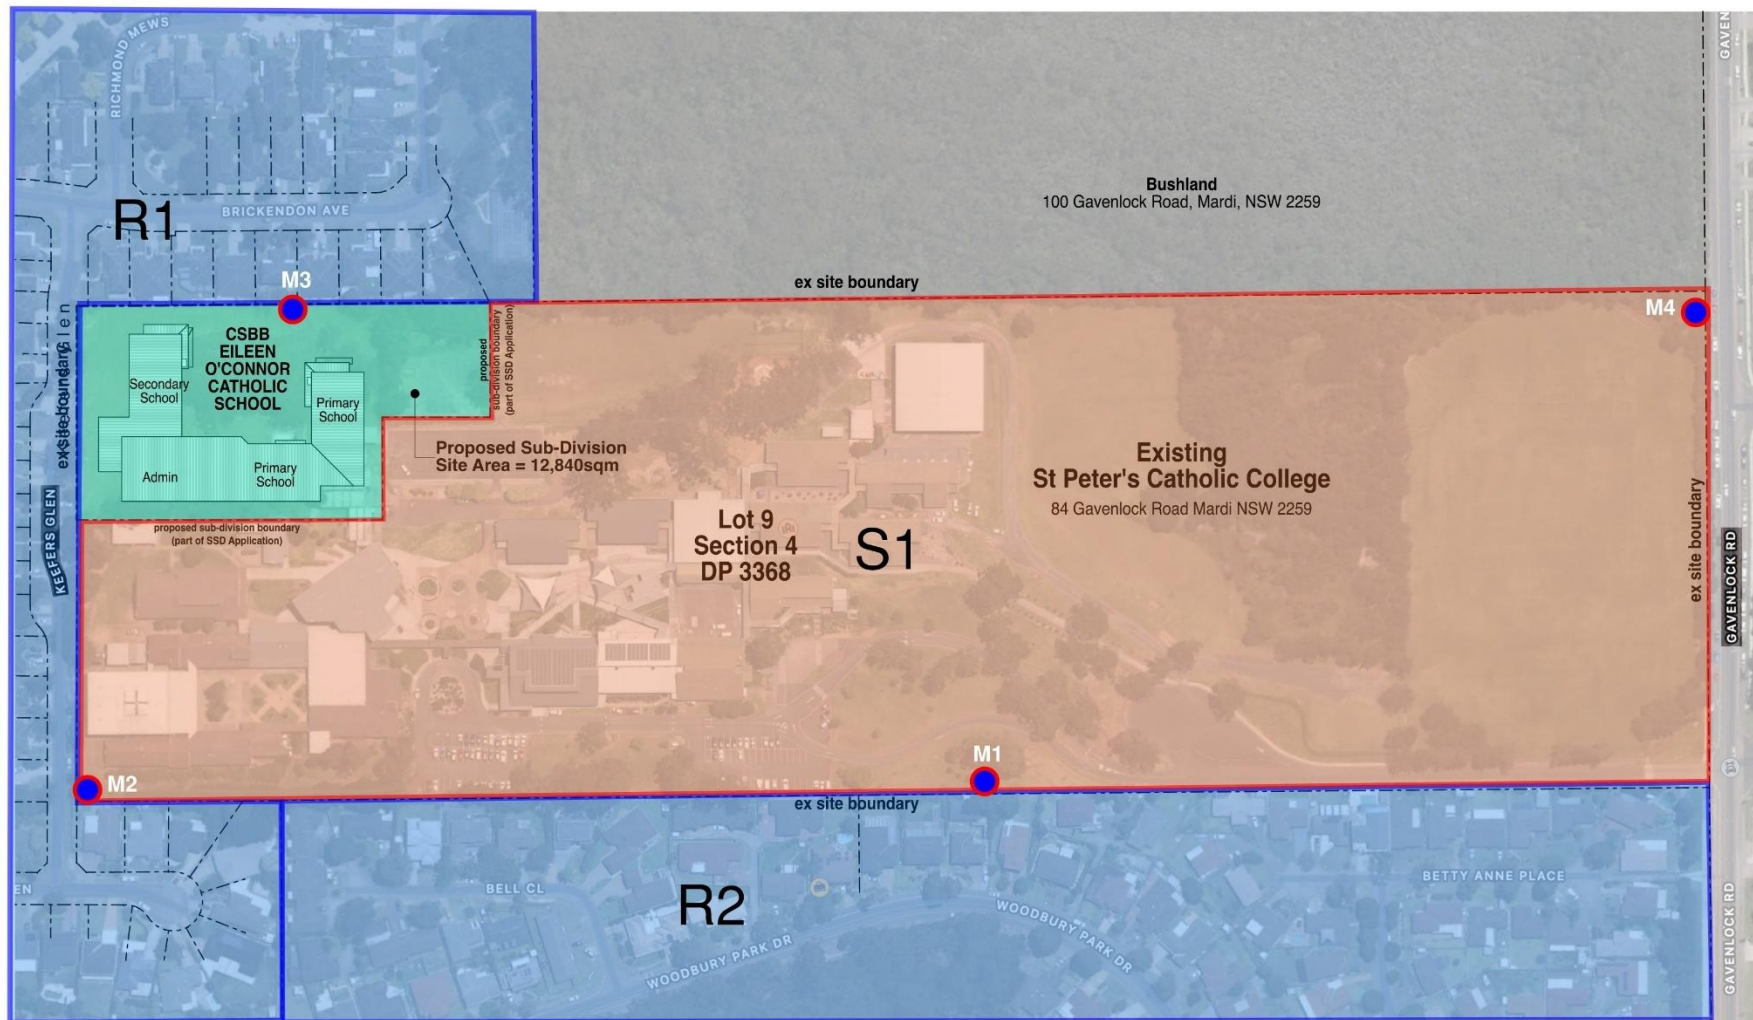 RICHMOND MEWS
GAVEN
Bushland
100 Gavenlock Road, Mardi, NSW 2259
R1
BRICKENDON AVE
M3
ex site boundary
M4
ex site boundary
CSBB
EILEEN
O'CONNOR
CATHOLIC
SCHOOL
Secondary
School
Primary
School
Admin
Primary
School
proposed
sub-division boundary
(part of SSD Application)
Proposed Sub-Division
Site Area = 12,840sqm
Existing
St Peter's Catholic College
84 Gavenlock Road Mardi NSW 2259
Lot 9
Section 4
DP 3368
S1
proposed sub-division boundary
(part of SSD Application)
KEEFERS GLEN
ex site boundary
GAVENLOCK RD
M1
M2
ex site boundary
EN
BELL CL
R2
WOODBURY PARK DR
WOODBURY PARK DR
BETTY ANNE PLACE
GAVENLOCK RD